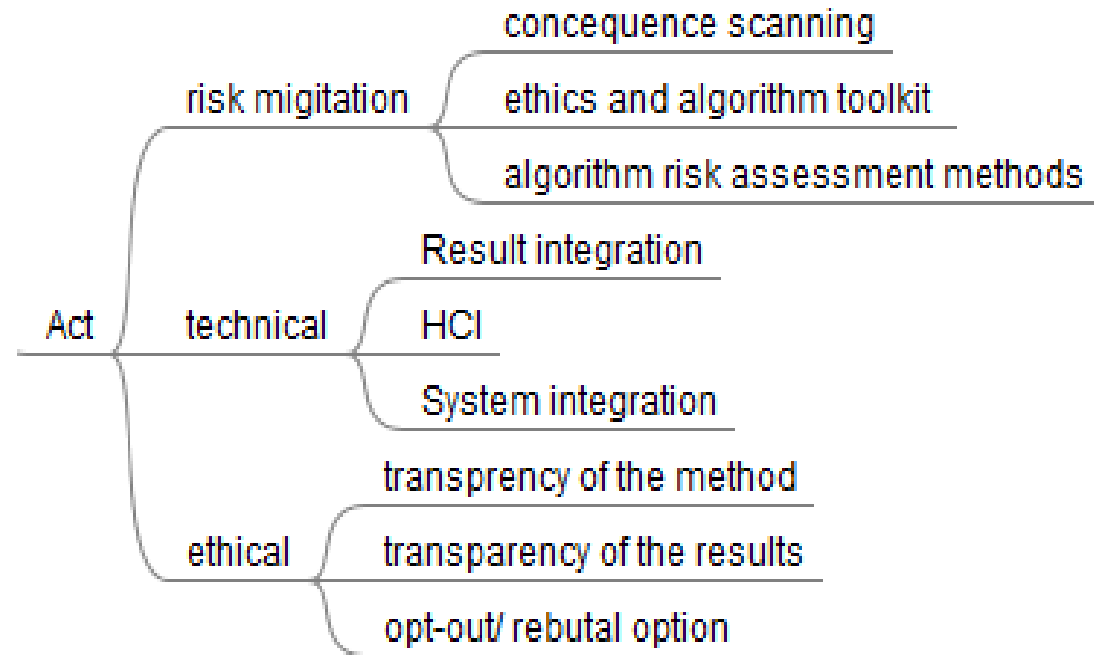 concequence scanning
risk migitation
ethics and algorithm toolkit
algorithm risk assessment methods
Result integration
Act
technical
HCI
System integration
transprency of the method
ethical
transparency of the results
opt-out/ rebutal option